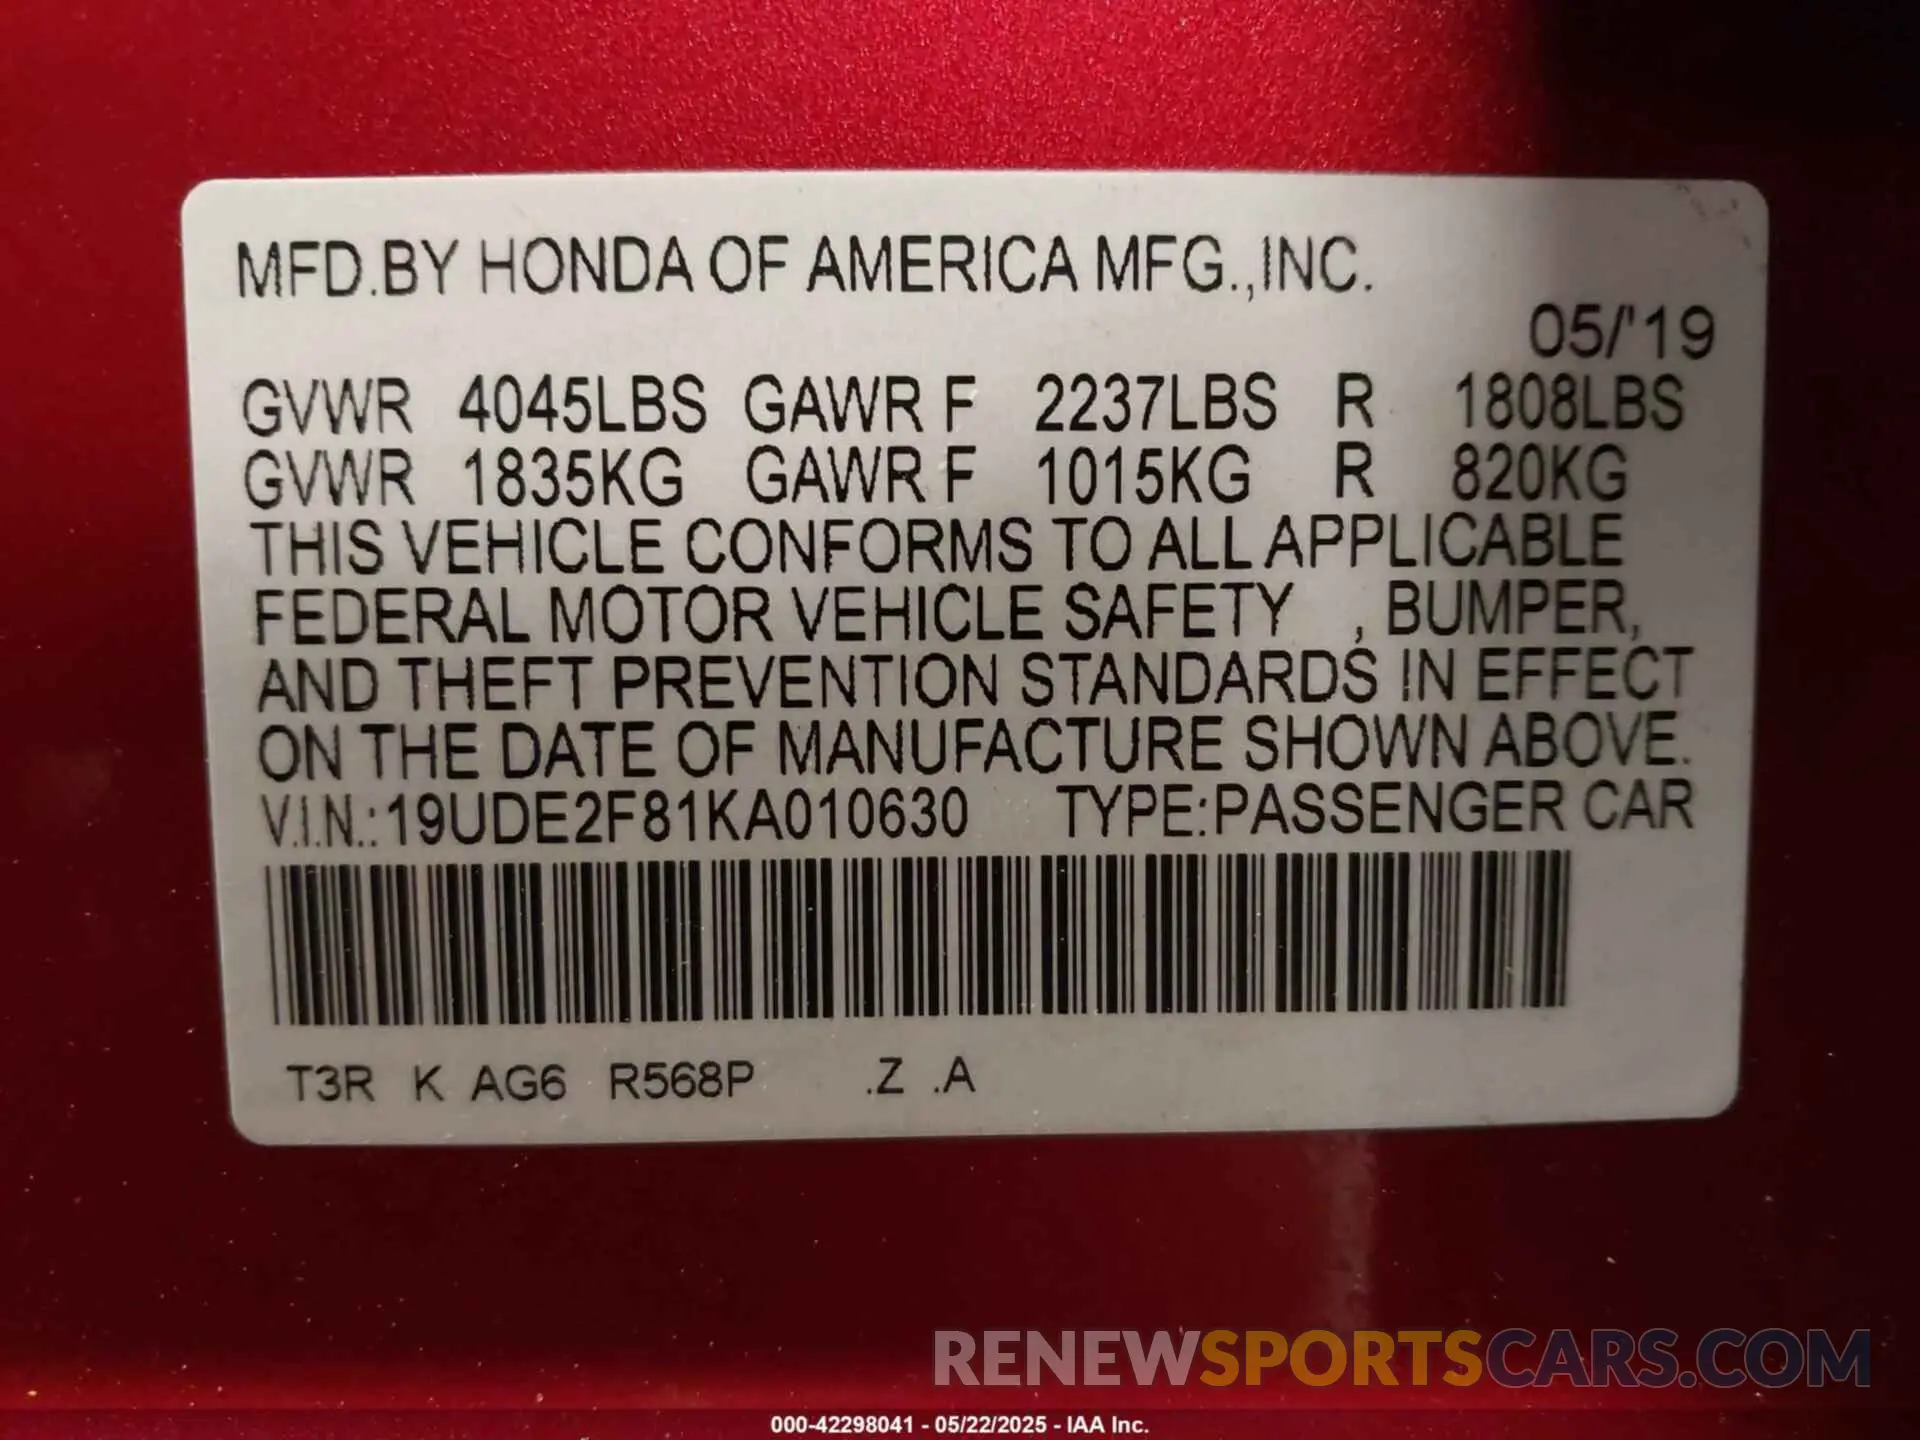 MFD.BY HONDA OF AMERICA MFG.,INC.
05/'19
GVWR 4045LBS GAWR F 2237LBS R 1808LBS
GVWR 1835KG GAWR F 1015KG R 820KG
THIS VEHICLE CONFORMS TO ALL APPLICABLE
FEDERAL MOTOR VEHICLE SAFETY , BUMPER,
AND THEFT PREVENTION STANDARDS IN EFFECT
ON THE DATE OF MANUFACTURE SHOWN ABOVE.
V.I.N.:19UDE2F81KA010630 TYPE:PASSENGER CAR
T3R K AG6 R568P .Z .A
RENEWSPORTSCARS.COM
000-42298041 - 05/22/2025 - IAA Inc.